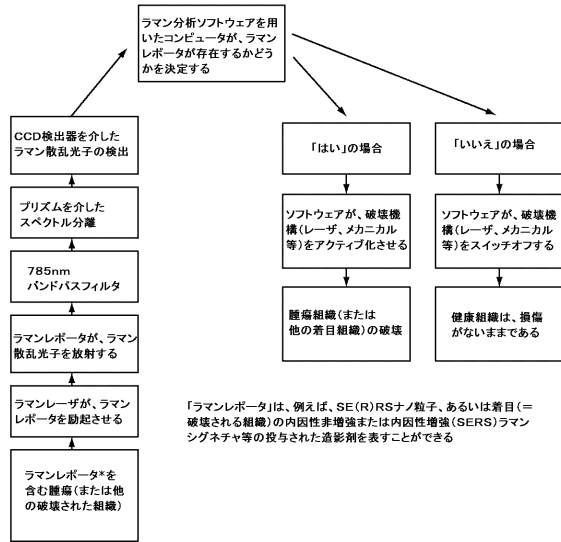 ラマン分析ソフトウェアを用
いたコンピュータが、ラマン
レポータが存在するかどう
かを決定する
CCD検出器を介した
ラマン散乱光子の検出
プリズムを介した
スペクトル分離
785nm
バンドパスフィルタ
ラマンレポータが、ラマン
散乱光子を放射する
ラマンレーザが、ラマン
レポータを励起させる
ラマンレポータ*を
含む腫瘍(または他
の破壊された組織)
「はい」の場合
ソフトウェアが、破壊機
構(レーザ、メカニカル
等)をアクティブ化させる
腫瘍組織(または
他の着目組織)の破壊
「いいえ」の場合
ソフトウェアが、破壊機
構(レーザ、メカニカル
等)をスイッチオフする
健康組織は、損傷
がないままである
「ラマンレポータ」は、例えば、SE(R)RSナノ粒子、あるいは着目(=
破壊される組織)の内因性非増強または内因性増強(SERS)ラマン
シグネチャ等の投与された造影剤を表すことができる